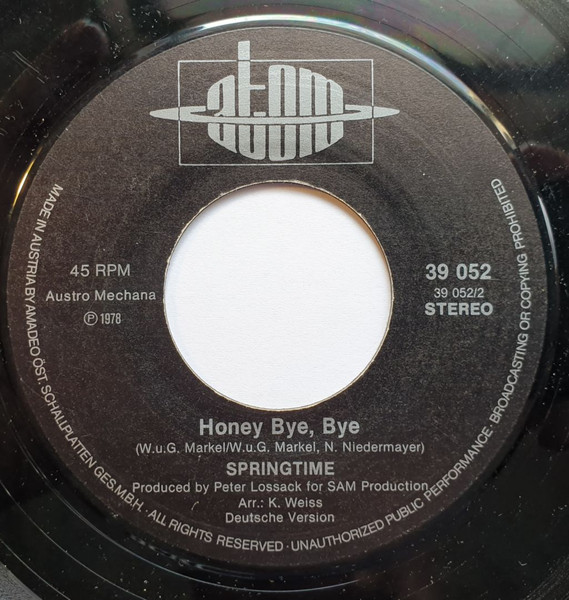 atom
45 RPM
Austro Mechana
Ⓟ 1978
39 052
39 052/2
STEREO
Honey Bye, Bye
(W.u.G. Markel/W.u.G. Markel, N. Niedermayer)
SPRINGTIME
Produced by Peter Lossack for SAM Production
Arr.: K. Weiss
Deutsche Version
MADE IN AUSTRIA BY AMADEO ÖST. SCHALLPLATTEN GES.M.B.H. · ALL RIGHTS RESERVED · UNAUTHORIZED PUBLIC PERFORMANCE · BROADCASTING OR COPYING PROHIBITED